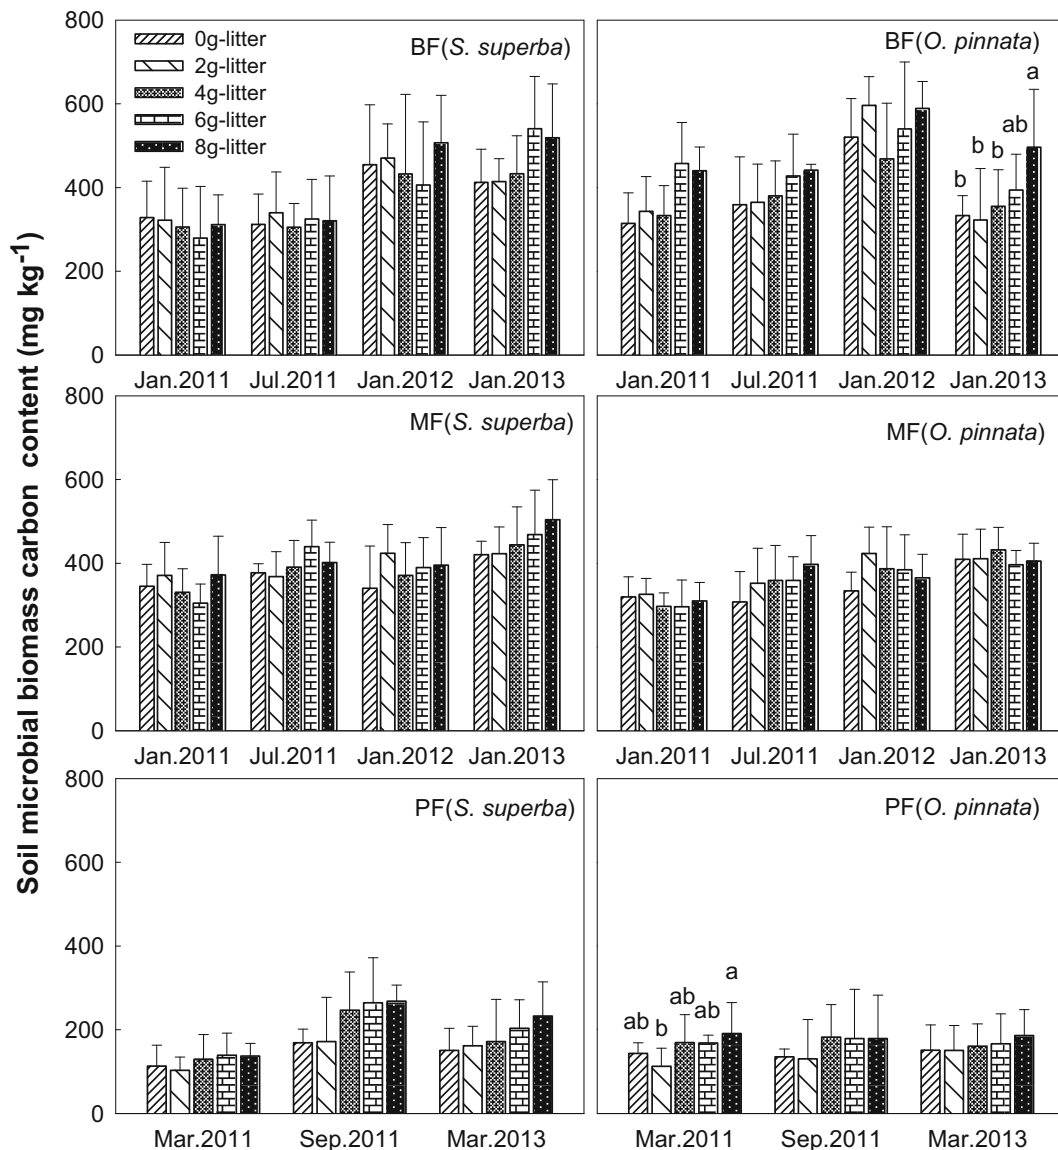 Soil microbial biomass carbon content (mg kg⁻¹)
800
600
400
200
0
0g-litter
2g-litter
4g-litter
6g-litter
8g-litter
BF(S. superba)
Jan.2011 Jul.2011 Jan.2012 Jan.2013
BF(O. pinnata)
b b b ab a
Jan.2011 Jul.2011 Jan.2012 Jan.2013
800
600
400
200
0
MF(S. superba)
Jan.2011 Jul.2011 Jan.2012 Jan.2013
MF(O. pinnata)
Jan.2011 Jul.2011 Jan.2012 Jan.2013
800
600
400
200
0
PF(S. superba)
Mar.2011 Sep.2011 Mar.2013
PF(O. pinnata)
ab b ab ab a
Mar.2011 Sep.2011 Mar.2013